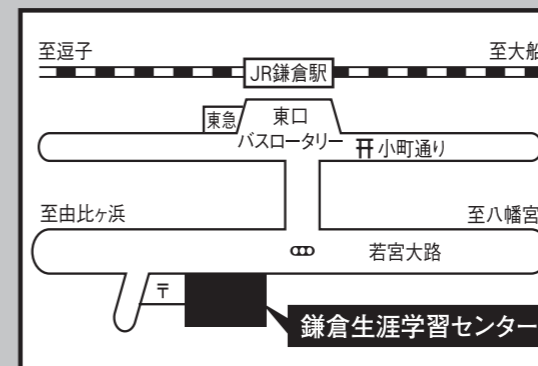 至逗子
至大船
JR鎌倉駅
東急
東口
バスロータリー
小町通り
至由比ヶ浜
至八幡宮
若宮大路
〒
鎌倉生涯学習センター